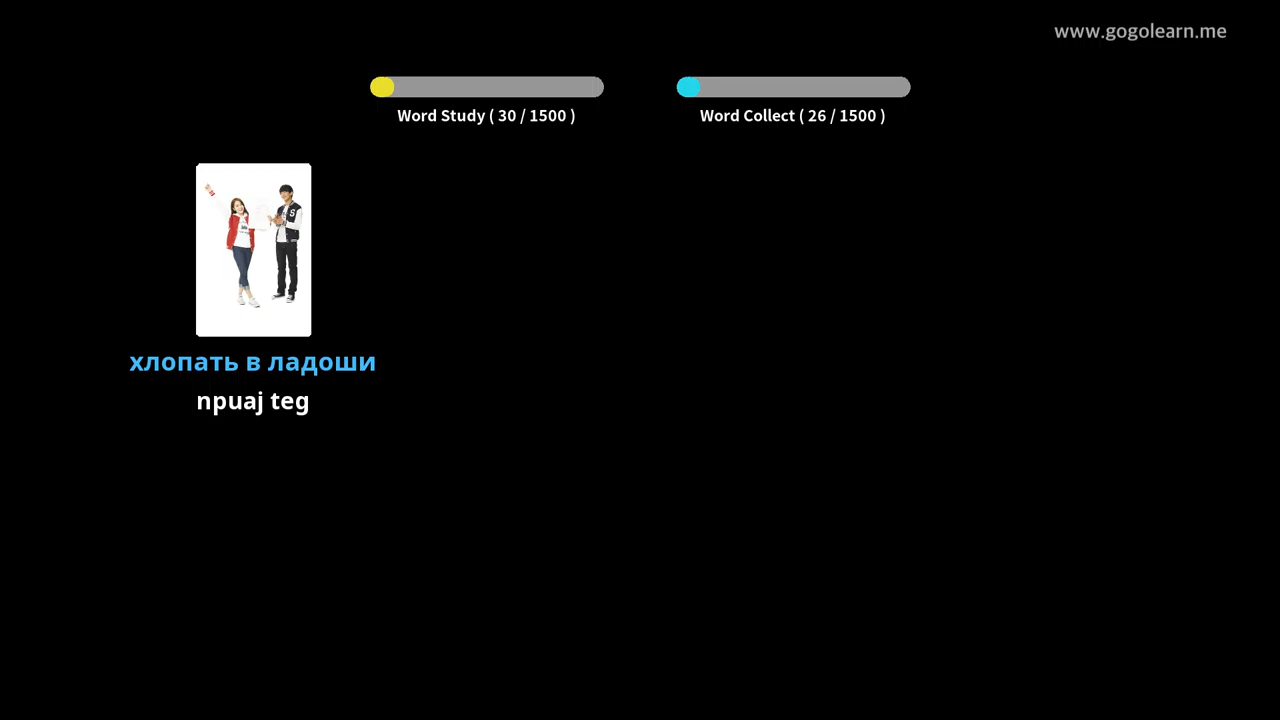 www.gogolearn.me
Word Study ( 30 / 1500 )
Word Collect ( 26 / 1500 )
хлопать в ладоши
npuaj teg